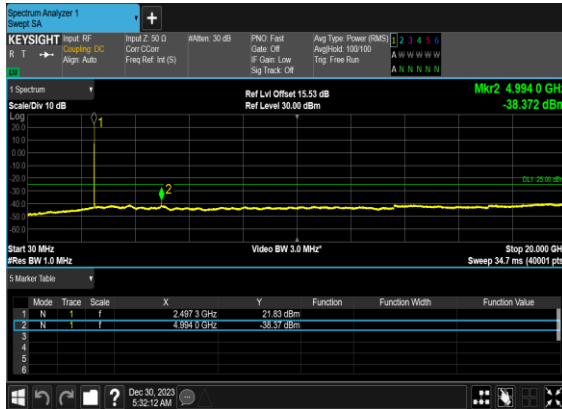 Spectrum Analyzer 1
Swept SA
+
KEYSIGHT
R T
LXI
Input: RF
Coupling: DC
Align: Auto
Input Z: 50 Ω
Corr CCorr
Freq Ref: Int (S)
#Atten: 30 dB
PNO: Fast
Gate: Off
IF Gain: Low
Sig Track: Off
Avg Type: Power (RMS)
Avg|Hold: 100/100
Trig: Free Run
1 2 3 4 5 6
A W W W W W
A N N N N N
1 Spectrum
Scale/Div 10 dB
Ref Lvl Offset 15.53 dB
Ref Level 30.00 dBm
Mkr2 4.994 0 GHz
-38.372 dBm
Log
20.0
10.0
0.00
-10.0
-20.0
-30.0
-40.0
-50.0
-60.0
1
2
DL1 -25.00 dBm
Start 30 MHz
#Res BW 1.0 MHz
Video BW 3.0 MHz*
Stop 20.000 GH
Sweep 34.7 ms (40001 pts
5 Marker Table
Mode Trace Scale X Y Function Function Width Function Value
1 N 1 f 2.497 3 GHz 21.83 dBm
2 N 1 f 4.994 0 GHz -38.37 dBm
3
4
5
6
?
Dec 30, 2023
5:32:12 AM